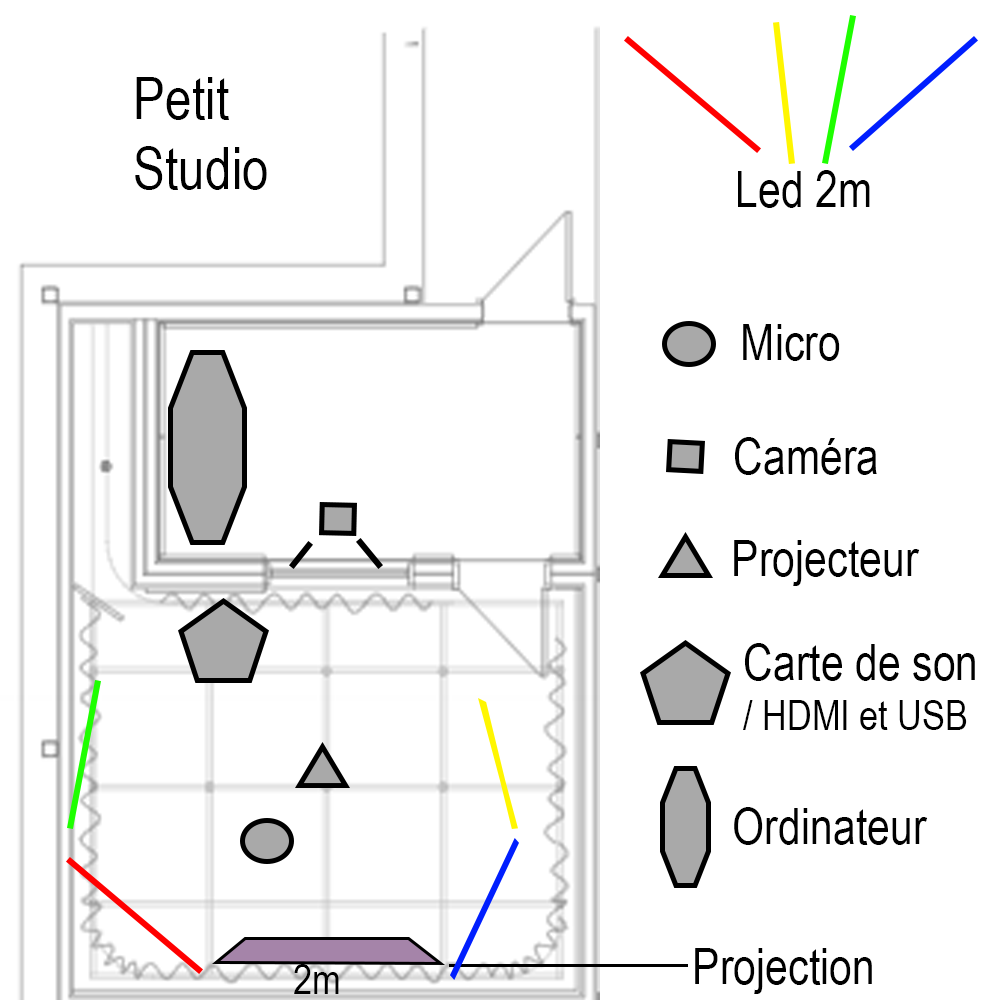 Petit
Studio
Led 2m
Micro
Caméra
Projecteur
Carte de son
/ HDMI et USB
Ordinateur
Projection
2m